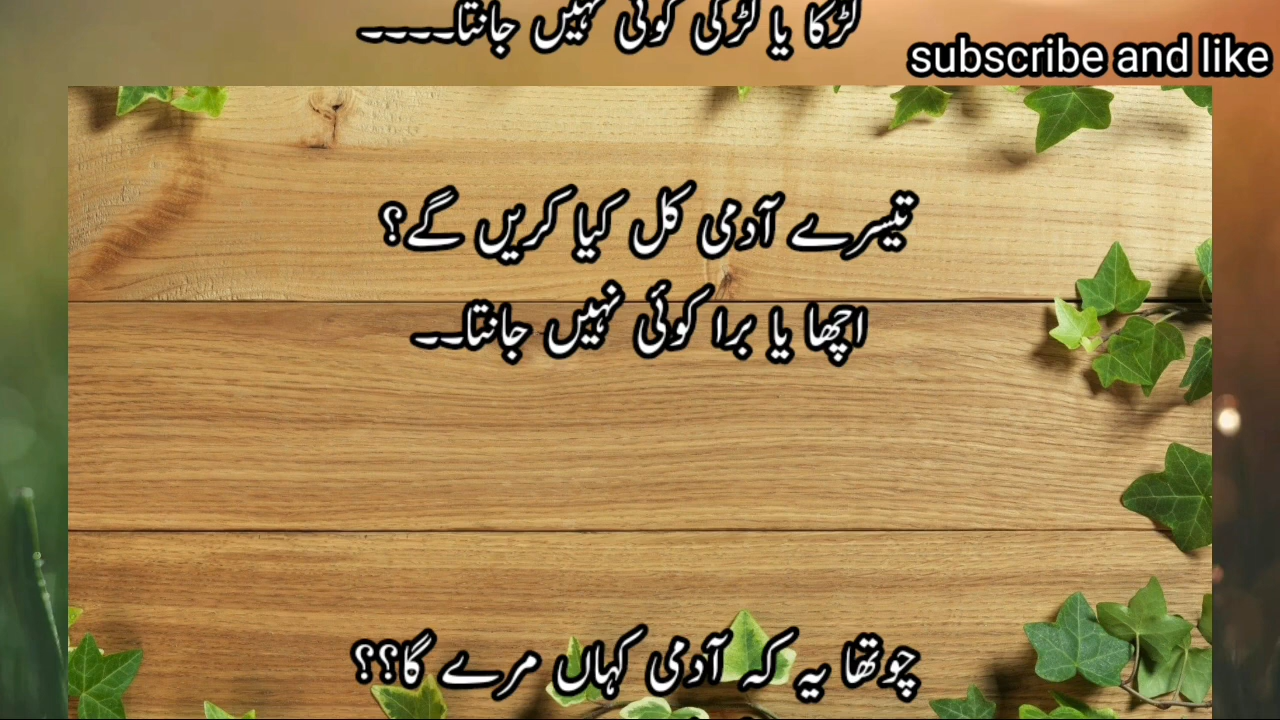 لڑکا یا لڑکی کوئی نہیں جانتا۔۔۔۔
subscribe and like
تیسرے آدمی کل کیا کریں گے؟
اچھا یا برا کوئی نہیں جانتا۔۔
چوتھا یہ کہ آدمی کہاں مرے گا؟؟